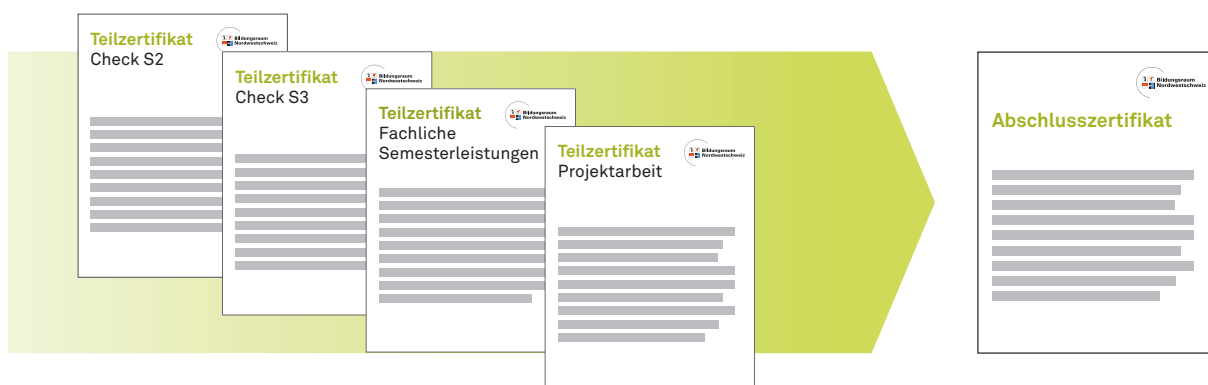 Teilzertifikat
Check S2
Bildungsraum
Nordwestschweiz
Teilzertifikat
Check S3
Bildungsraum
Nordwestschweiz
Teilzertifikat
Fachliche
Semesterleistungen
Bildungsraum
Nordwestschweiz
Teilzertifikat
Projektarbeit
Bildungsraum
Nordwestschweiz
Bildungsraum
Nordwestschweiz
Abschlusszertifikat